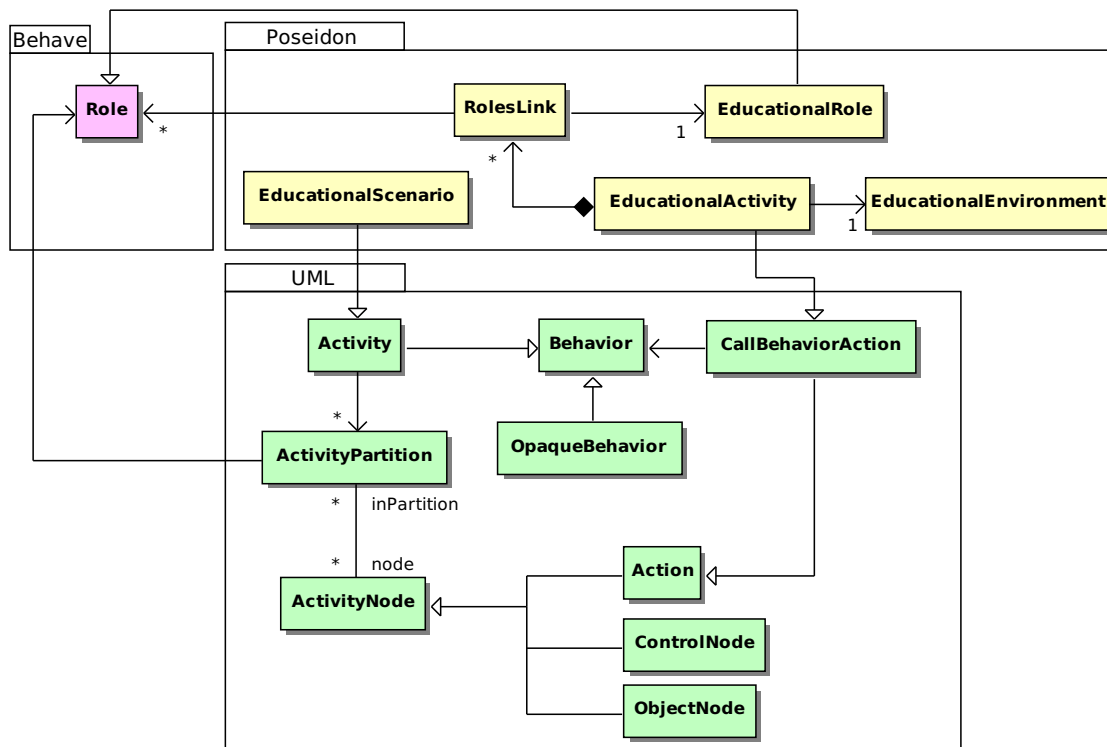 Behave
Poseidon
Role
RolesLink
EducationalRole
*
1
*
EducationalScenario
EducationalActivity
EducationalEnvironment
1
UML
Activity
Behavior
CallBehaviorAction
*
ActivityPartition
OpaqueBehavior
* inPartition
* node
Action
ActivityNode
ControlNode
ObjectNode